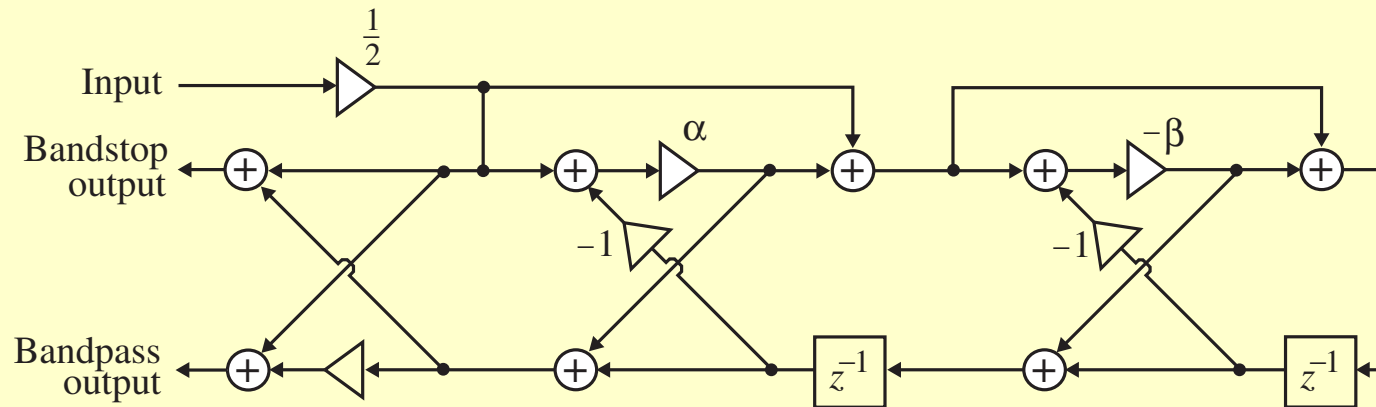 1/2
Input
α
−β
Bandstop
output
−1
−1
Bandpass
output
z⁻¹
z⁻¹